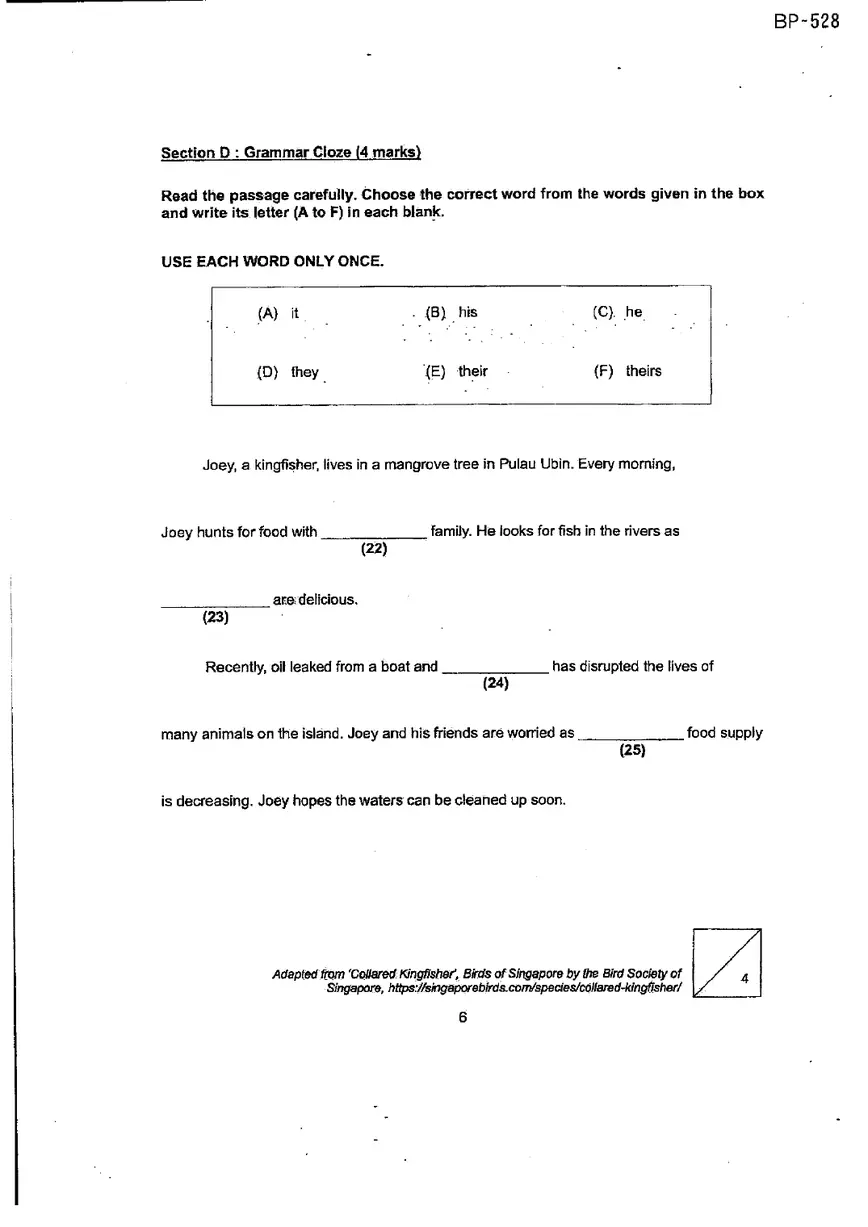 BP-528
Section D : Grammar Cloze (4 marks)
Read the passage carefully. Choose the correct word from the words given in the box
and write its letter (A to F) in each blank.
USE EACH WORD ONLY ONCE.
(A) it (B) his (C) he
(D) they (E) their (F) theirs
Joey, a kingfisher, lives in a mangrove tree in Pulau Ubin. Every morning,
Joey hunts for food with ____________ family. He looks for fish in the rivers as
(22)
____________ are delicious.
(23)
Recently, oil leaked from a boat and ____________ has disrupted the lives of
(24)
many animals on the island. Joey and his friends are worried as ____________ food supply
(25)
is decreasing. Joey hopes the waters can be cleaned up soon.
Adapted from 'Collared Kingfisher', Birds of Singapore by the Bird Society of
Singapore, https://singaporebirds.com/species/collared-kingfisher/
4
6